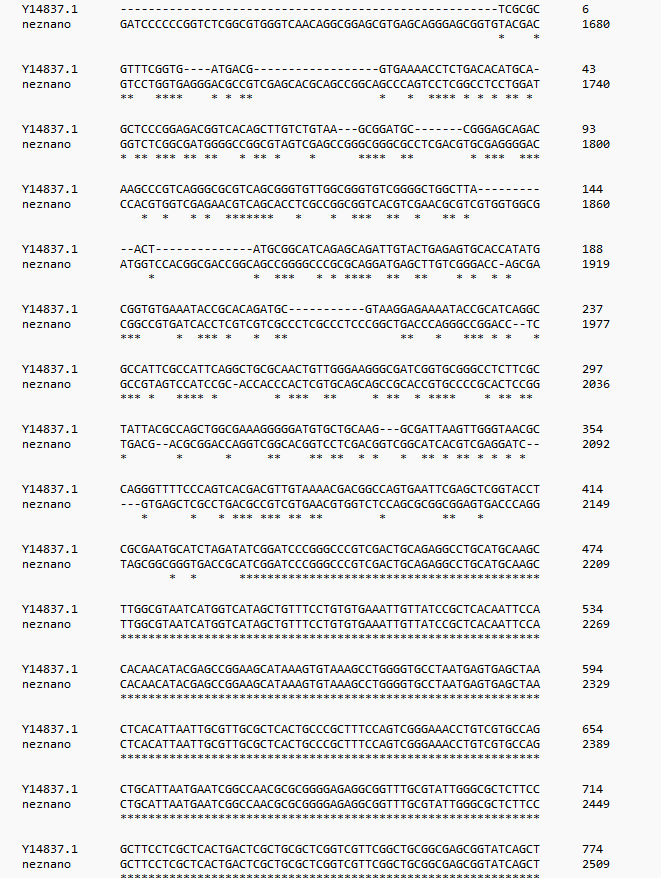 Y14837.1 ------------------------------------------------------TCGCGC 6
neznano GATCCCCCCGGTCTCGGCGTGGGTCAACAGGCGGAGCGTGAGCAGGGAGCGGTGTACGAC 1680
* *
Y14837.1 GTTTCGGTG----ATGACG------------------GTGAAAACCTCTGACACATGCA- 43
neznano GTCCTGGTGAGGGACGCCGTCGAGCACGCAGCCGGCAGCCCAGTCCTCGGCCTCCTGGAT 1740
** **** * * ** * * **** * * * ** *
Y14837.1 GCTCCCGGAGACGGTCACAGCTTGTCTGTAA---GCGGATGC-------CGGGAGCAGAC 93
neznano GGTCTCGGCGATGGGGCCGGCGTAGTCGAGCCGGGCGGGCGCCTCGACGTGCGAGGGGAC 1800
* ** *** ** ** ** * ** * * **** ** * *** ***
Y14837.1 AAGCCCGTCAGGGCGCGTCAGCGGGTGTTGGCGGGTGTCGGGGCTGGCTTA--------- 144
neznano CCACGTGGTCGAGAACGTCAGCACCTCGCCGGCGGTCACGTCGAACGCGTCGTGGTGGCG 1860
* * * * ******* * * *** ** * ** *
Y14837.1 --ACT--------------ATGCGGCATCAGAGCAGATTGTACTGAGAGTGCACCATATG 188
neznano ATGGTCCACGGCGACCGGCAGCCGGGGCCCGCGCAGGATGAGCTTGTCGGGACC-AGCGA 1919
* * *** * * **** ** ** * * * *
Y14837.1 CGGTGTGAAATACCGCACAGATGC-----------GTAAGGAGAAAATACCGCATCAGGC 237
neznano CGGCCGTGATCACCTCGTCGTCGCCCTCGCCCTCCCGGCTGACCCAGGGCCGGACC--TC 1977
*** * *** * * ** ** * *** * * *
Y14837.1 GCCATTCGCCATTCAGGCTGCGCAACTGTTGGGAAGGGCGATCGGTGCGGGCCTCTTCGC 297
neznano GCCGTAGTCCATCCGC-ACCACCCACTCGTGCAGCAGCCGCACCGTGCCCCGCACTCCGG 2036
*** * **** * * *** ** * ** * **** * ** **
Y14837.1 TATTACGCCAGCTGGCGAAAGGGGGATGTGCTGCAAG---GCGATTAAGTTGGGTAACGC 354
neznano TGACG--ACGCGGACCAGGTCGGCACGGTCCTCGACGGTCGGCATCACGTCGAGGATC-- 2092
* * * ** ** ** * * * ** * ** * * * *
Y14837.1 CAGGGTTTTCCCAGTCACGACGTTGTAAAACGACGGCCAGTGAATTCGAGCTCGGTACCT 414
neznano ---GTGAGCTCGCCTGACGCCGTCGTGAACGTGGTCTCCAGCGCGGCGGAGTGACCCAGG 2149
* * * *** *** ** ** * ** *
Y14837.1 CGCGAATGCATCTAGATATCGGATCCCGGGCCCGTCGACTGCAGAGGCCTGCATGCAAGC 474
neznano TAGCGGCGGGTGACCGCATCGGATCCCGGGCCCGTCGACTGCAGAGGCCTGCATGCAAGC 2209
* * *******************************************
Y14837.1 TTGGCGTAATCATGGTCATAGCTGTTTCCTGTGTGAAATTGTTATCCGCTCACAATTCCA 534
neznano TTGGCGTAATCATGGTCATAGCTGTTTCCTGTGTGAAATTGTTATCCGCTCACAATTCCA 2269
************************************************************
Y14837.1 CACAACATACGAGCCGGAAGCATAAAGTGTAAAGCCTGGGGTGCCTAATGAGTGAGCTAA 594
neznano CACAACATACGAGCCGGAAGCATAAAGTGTAAAGCCTGGGGTGCCTAATGAGTGAGCTAA 2329
************************************************************
Y14837.1 CTCACATTAATTGCGTTGCGCTCACTGCCCGCTTTCCAGTCGGGAAACCTGTCGTGCCAG 654
neznano CTCACATTAATTGCGTTGCGCTCACTGCCCGCTTTCCAGTCGGGAAACCTGTCGTGCCAG 2389
************************************************************
Y14837.1 CTGCATTAATGAATCGGCCAACGCGCGGGGAGAGGCGGTTTGCGTATTGGGCGCTCTTCC 714
neznano CTGCATTAATGAATCGGCCAACGCGCGGGGAGAGGCGGTTTGCGTATTGGGCGCTCTTCC 2449
************************************************************
Y14837.1 GCTTCCTCGCTCACTGACTCGCTGCGCTCGGTCGTTCGGCTGCGGCGAGCGGTATCAGCT 774
neznano GCTTCCTCGCTCACTGACTCGCTGCGCTCGGTCGTTCGGCTGCGGCGAGCGGTATCAGCT 2509
************************************************************